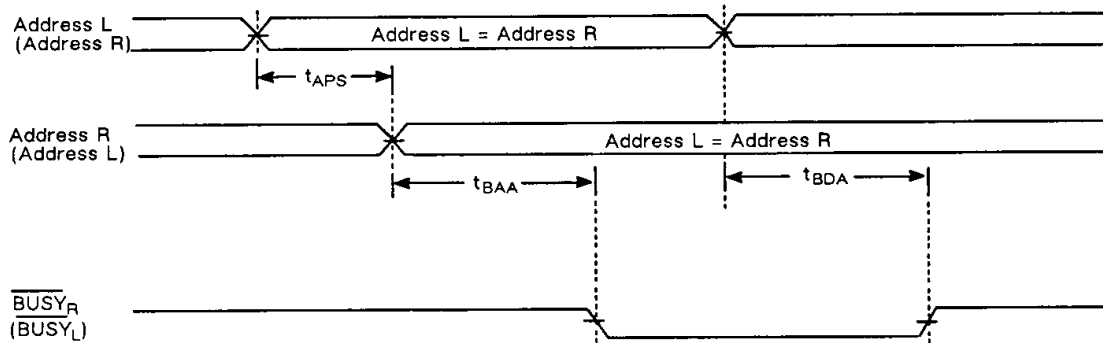 Address L
(Address R)
Address L = Address R
tAPS
Address R
(Address L)
Address L = Address R
tBAA
tBDA
BUSYR
(BUSYL)